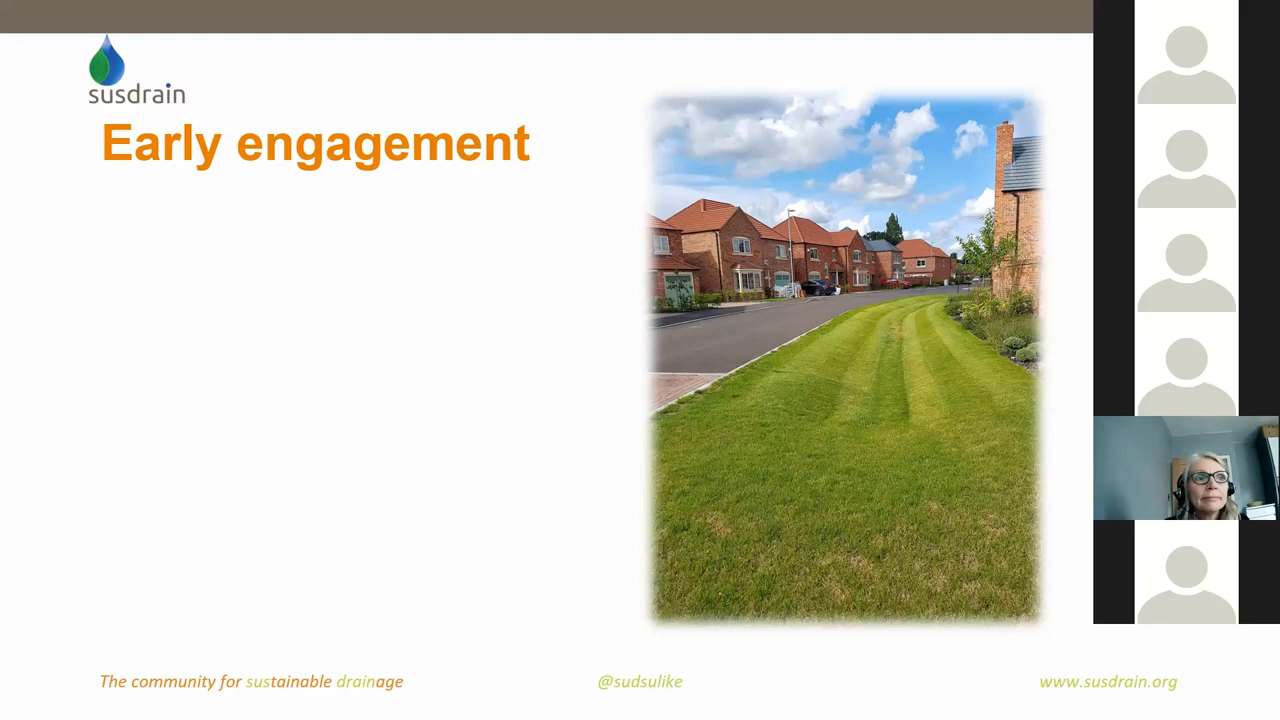 susdrain
Early engagement
The community for sustainable drainage
@sudsulike
www.susdrain.org